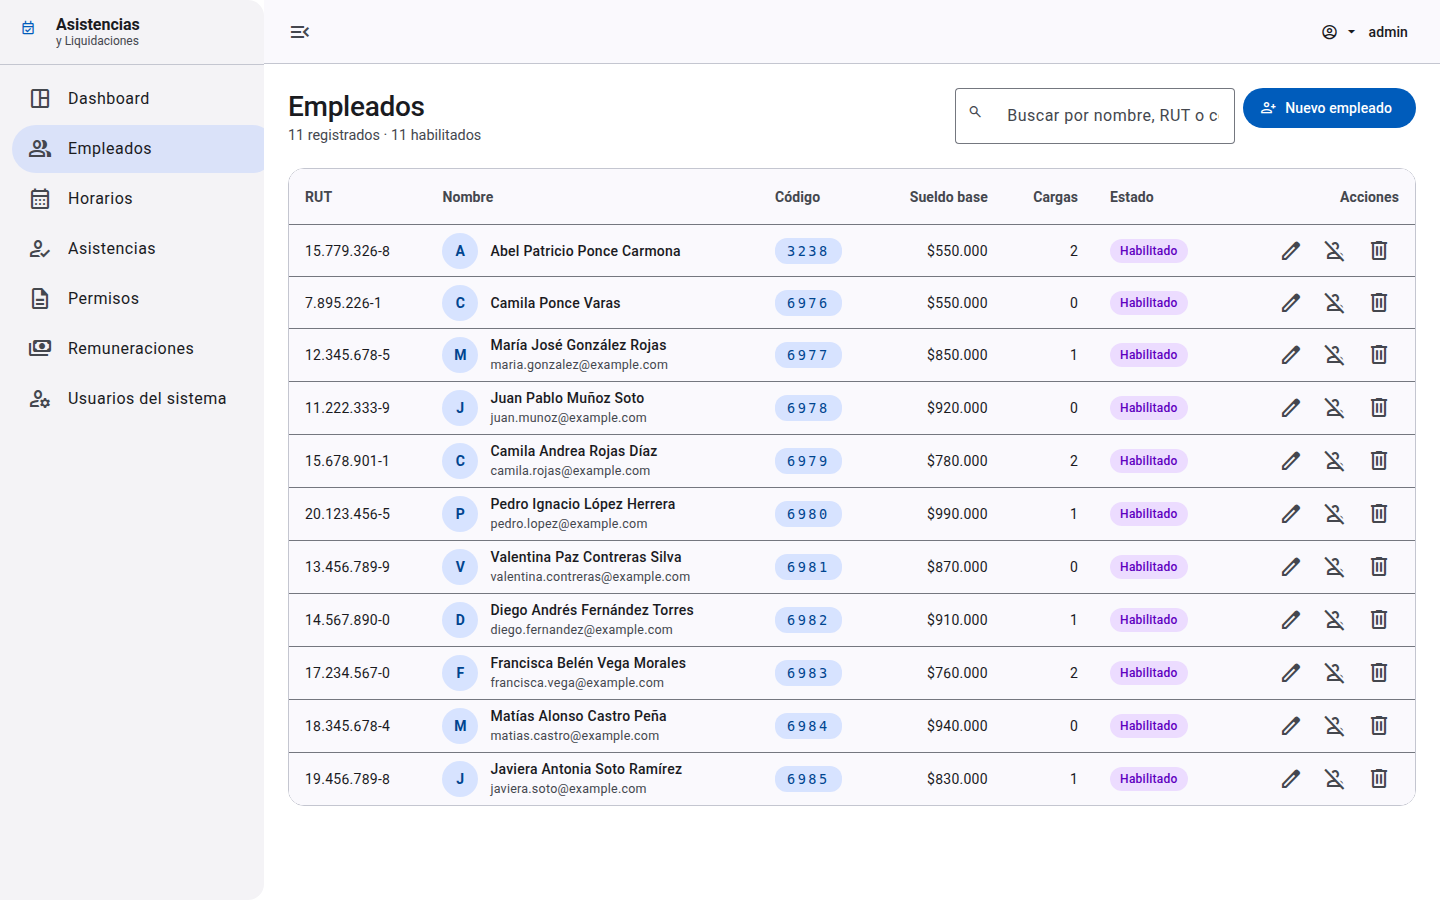 Asistencias
y Liquidaciones
admin
Dashboard
Empleados
Horarios
Asistencias
Permisos
Remuneraciones
Usuarios del sistema
Empleados
11 registrados · 11 habilitados
Buscar por nombre, RUT o c
Nuevo empleado
RUT Nombre Código Sueldo base Cargas Estado Acciones
15.779.326-8 A Abel Patricio Ponce Carmona 3238 $550.000 2 Habilitado
7.895.226-1 C Camila Ponce Varas 6976 $550.000 0 Habilitado
12.345.678-5 M María José González Rojas 6977 $850.000 1 Habilitado
maria.gonzalez@example.com
11.222.333-9 J Juan Pablo Muñoz Soto 6978 $920.000 0 Habilitado
juan.munoz@example.com
15.678.901-1 C Camila Andrea Rojas Díaz 6979 $780.000 2 Habilitado
camila.rojas@example.com
20.123.456-5 P Pedro Ignacio López Herrera 6980 $990.000 1 Habilitado
pedro.lopez@example.com
13.456.789-9 V Valentina Paz Contreras Silva 6981 $870.000 0 Habilitado
valentina.contreras@example.com
14.567.890-0 D Diego Andrés Fernández Torres 6982 $910.000 1 Habilitado
diego.fernandez@example.com
17.234.567-0 F Francisca Belén Vega Morales 6983 $760.000 2 Habilitado
francisca.vega@example.com
18.345.678-4 M Matías Alonso Castro Peña 6984 $940.000 0 Habilitado
matias.castro@example.com
19.456.789-8 J Javiera Antonia Soto Ramírez 6985 $830.000 1 Habilitado
javiera.soto@example.com